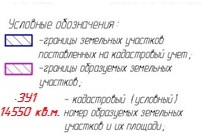 Условные обозначения:
-границы земельных участков
поставленных на кадастровый учет;
-границы образуемых земельных
участков;
-ЗУ1 - кадастровый (условный)
14550 кв.м. номер образуемых земельных
участков и их площади;